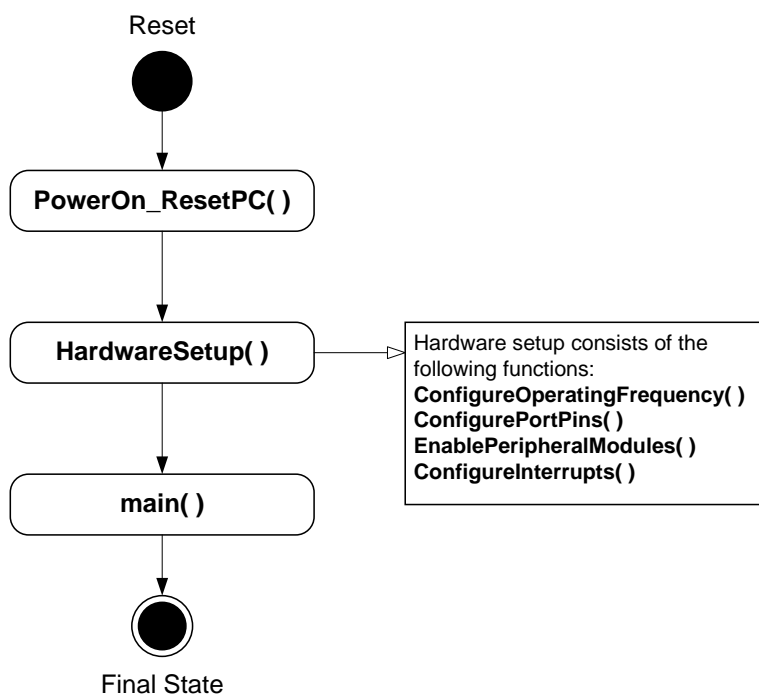 Reset
PowerOn_ResetPC( )
HardwareSetup( )
Hardware setup consists of the
following functions:
ConfigureOperatingFrequency( )
ConfigurePortPins( )
EnablePeripheralModules( )
ConfigureInterrupts( )
main( )
Final State